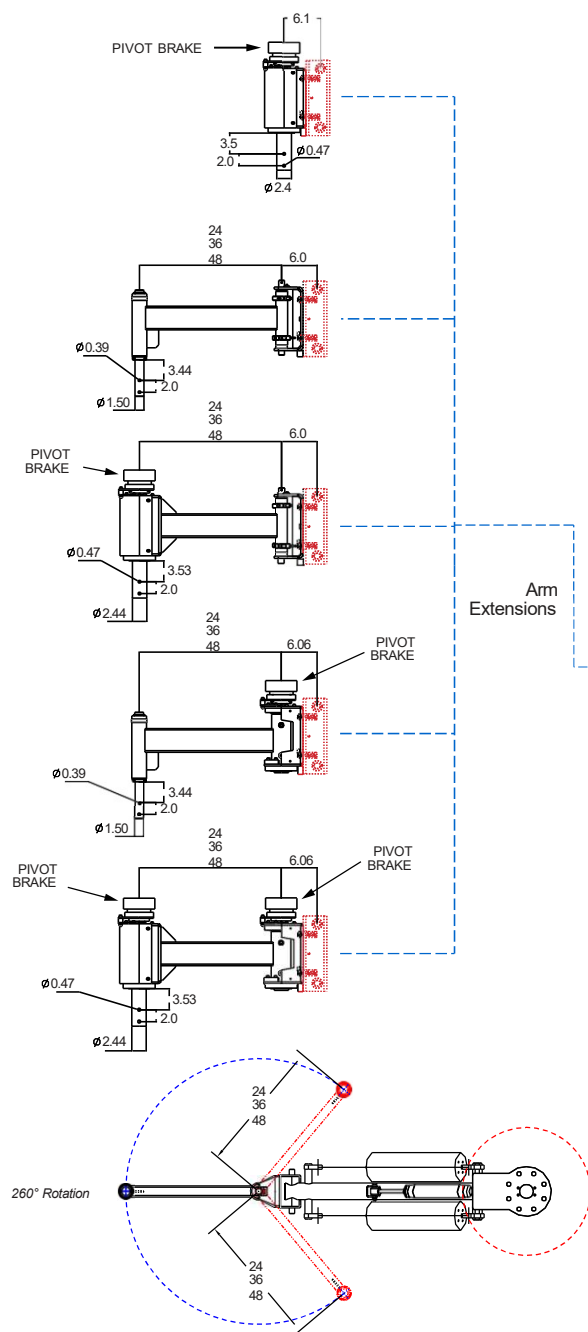 6.1
PIVOT BRAKE
3.5
2.0
Ø0.47
Ø2.4
24
36
48
6.0
Ø0.39
3.44
2.0
Ø1.50
24
36
48
6.0
PIVOT
BRAKE
Ø0.47
3.53
2.0
Ø2.44
Arm
Extensions
24
36
48
6.06
PIVOT
BRAKE
Ø0.39
3.44
2.0
Ø1.50
24
36
48
6.06
PIVOT
BRAKE
PIVOT
BRAKE
Ø0.47
3.53
2.0
Ø2.44
24
36
48
260° Rotation
24
36
48